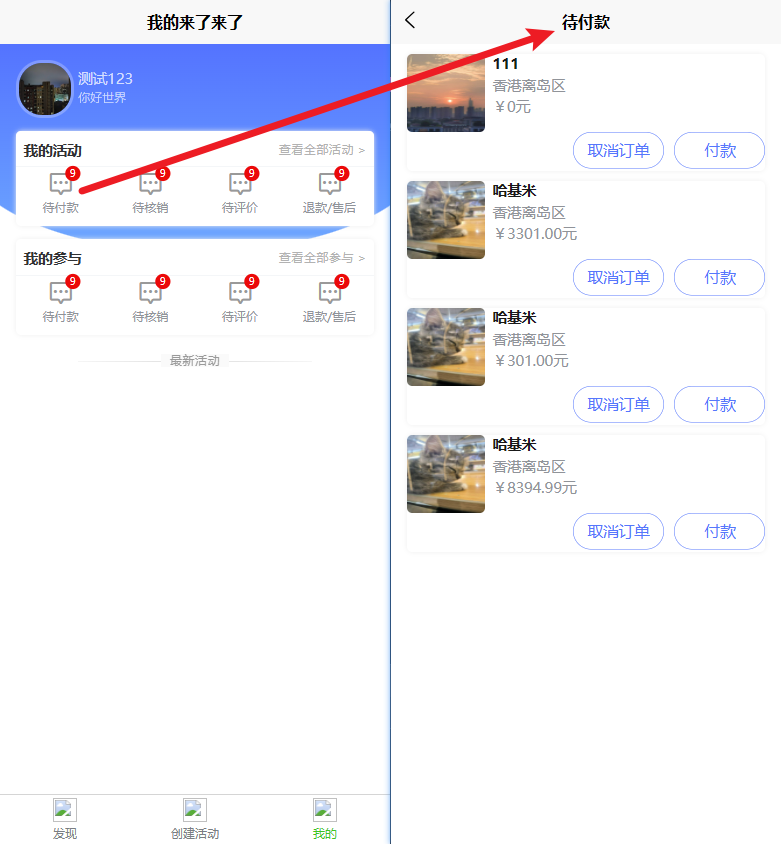 我的来了来了
测试123
你好世界
我的活动
查看全部活动 >
9 9 9 9
待付款 待核销 待评价 退款/售后
我的参与
查看全部参与 >
9 9 9 9
待付款 待核销 待评价 退款/售后
最新活动
发现 创建活动 我的
待付款
111
香港离岛区
￥0元
取消订单 付款
哈基米
香港离岛区
￥3301.00元
取消订单 付款
哈基米
香港离岛区
￥301.00元
取消订单 付款
哈基米
香港离岛区
￥8394.99元
取消订单 付款